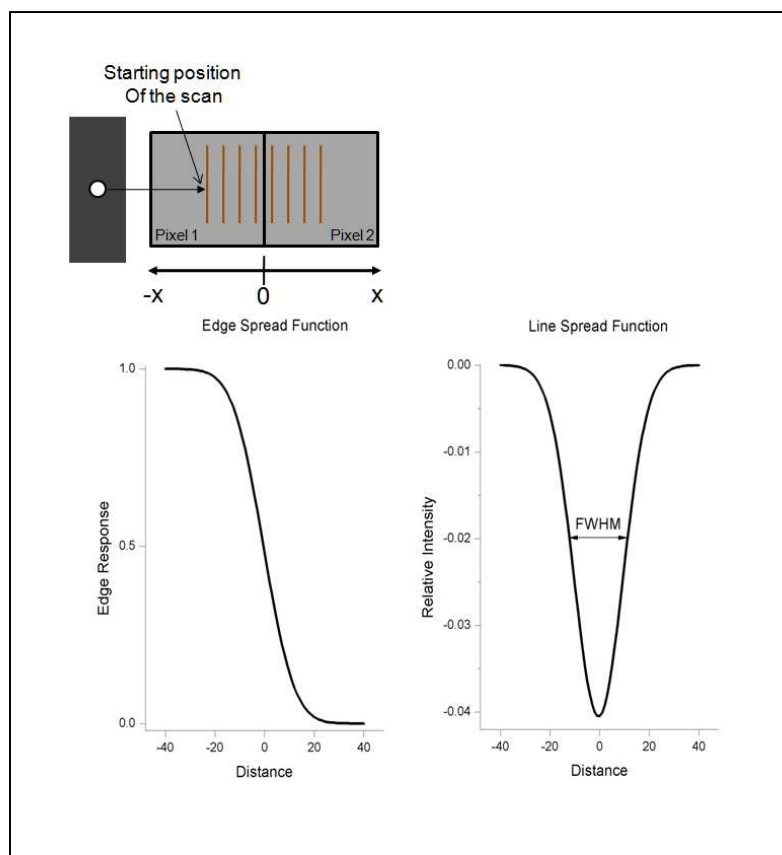 Starting position
Of the scan
Pixel 1
Pixel 2
-x
0
x
Edge Spread Function
Line Spread Function
1.0
0.5
0.0
Edge Response
-40
-20
0
20
40
Distance
0.00
-0.01
-0.02
-0.03
-0.04
Relative Intensity
FWHM
-40
-20
0
20
40
Distance